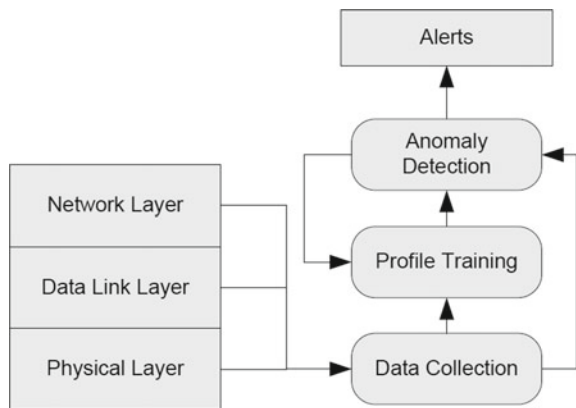 Alerts
Anomaly
Detection
Network Layer
Profile Training
Data Link Layer
Physical Layer
Data Collection